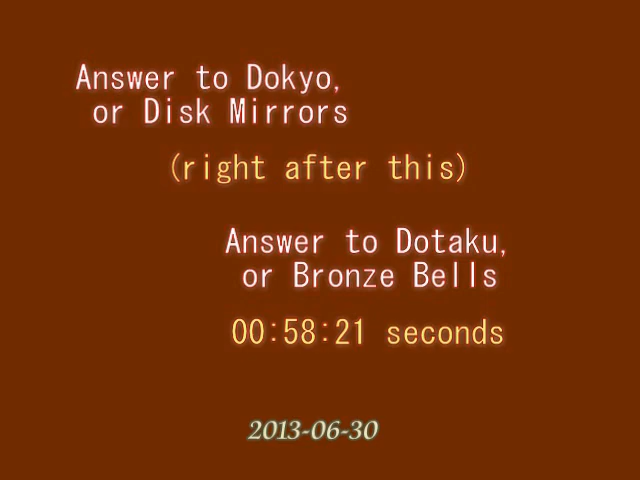 Answer to Dokyo,
or Disk Mirrors
(right after this)
Answer to Dotaku,
or Bronze Bells
00:58:21 seconds
2013-06-30